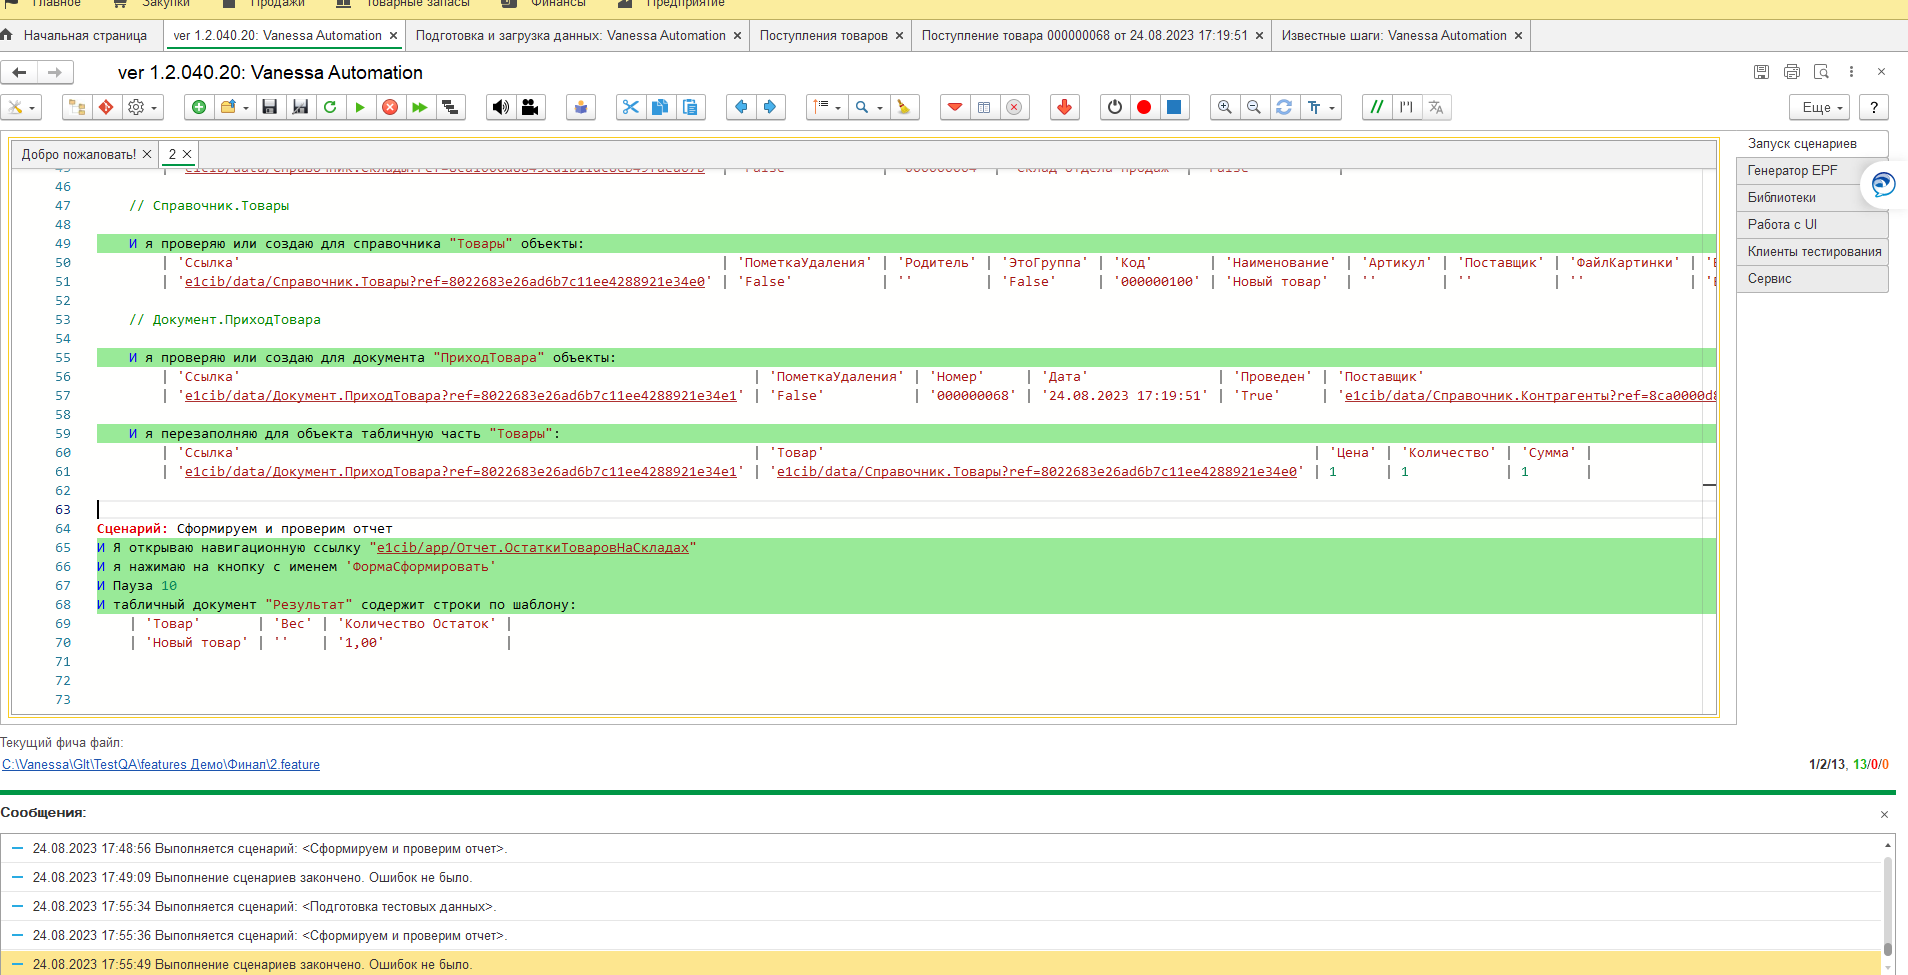 Главное Закупки Продажи Товарные запасы Финансы Предприятие
Начальная страница ver 1.2.040.20: Vanessa Automation × Подготовка и загрузка данных: Vanessa Automation × Поступления товаров × Поступление товара 000000068 от 24.08.2023 17:19:51 × Известные шаги: Vanessa Automation ×
ver 1.2.040.20: Vanessa Automation
Еще ?
Добро пожаловать! × 2 ×
Запуск сценариев
Генератор EPF
Библиотеки
Работа с UI
Клиенты тестирования
Сервис
46
47 // Справочник.Товары
48
49 И я проверяю или создаю для справочника "Товары" объекты:
50 | 'Ссылка' | 'ПометкаУдаления' | 'Родитель' | 'ЭтоГруппа' | 'Код' | 'Наименование' | 'Артикул' | 'Поставщик' | 'ФайлКартинки' |
51 | 'e1cib/data/Справочник.Товары?ref=8022683e26ad6b7c11ee4288921e34e0' | 'False' | '' | 'False' | '000000100' | 'Новый товар' | '' | '' | '' |
52
53 // Документ.ПриходТовара
54
55 И я проверяю или создаю для документа "ПриходТовара" объекты:
56 | 'Ссылка' | 'ПометкаУдаления' | 'Номер' | 'Дата' | 'Проведен' | 'Поставщик'
57 | 'e1cib/data/Документ.ПриходТовара?ref=8022683e26ad6b7c11ee4288921e34e1' | 'False' | '000000068' | '24.08.2023 17:19:51' | 'True' | 'e1cib/data/Справочник.Контрагенты?ref=8ca0000d8
58
59 И я перезаполняю для объекта табличную часть "Товары":
60 | 'Ссылка' | 'Товар' | 'Цена' | 'Количество' | 'Сумма' |
61 | 'e1cib/data/Документ.ПриходТовара?ref=8022683e26ad6b7c11ee4288921e34e1' | 'e1cib/data/Справочник.Товары?ref=8022683e26ad6b7c11ee4288921e34e0' | 1 | 1 | 1 |
62
63
64 Сценарий: Сформируем и проверим отчет
65 И Я открываю навигационную ссылку "e1cib/app/Отчет.ОстаткиТоваровНаСкладах"
66 И я нажимаю на кнопку с именем 'ФормаСформировать'
67 И Пауза 10
68 И табличный документ "Результат" содержит строки по шаблону:
69 | 'Товар' | 'Вес' | 'Количество Остаток' |
70 | 'Новый товар' | '' | '1,00' |
71
72
73
Текущий фича файл:
C:\Vanessa\GIt\TestQA\features Демо\Финал\2.feature
1/2/13, 13/0/0
Сообщения:
24.08.2023 17:48:56 Выполняется сценарий: <Сформируем и проверим отчет>.
24.08.2023 17:49:09 Выполнение сценариев закончено. Ошибок не было.
24.08.2023 17:55:34 Выполняется сценарий: <Подготовка тестовых данных>.
24.08.2023 17:55:36 Выполняется сценарий: <Сформируем и проверим отчет>.
24.08.2023 17:55:49 Выполнение сценариев закончено. Ошибок не было.